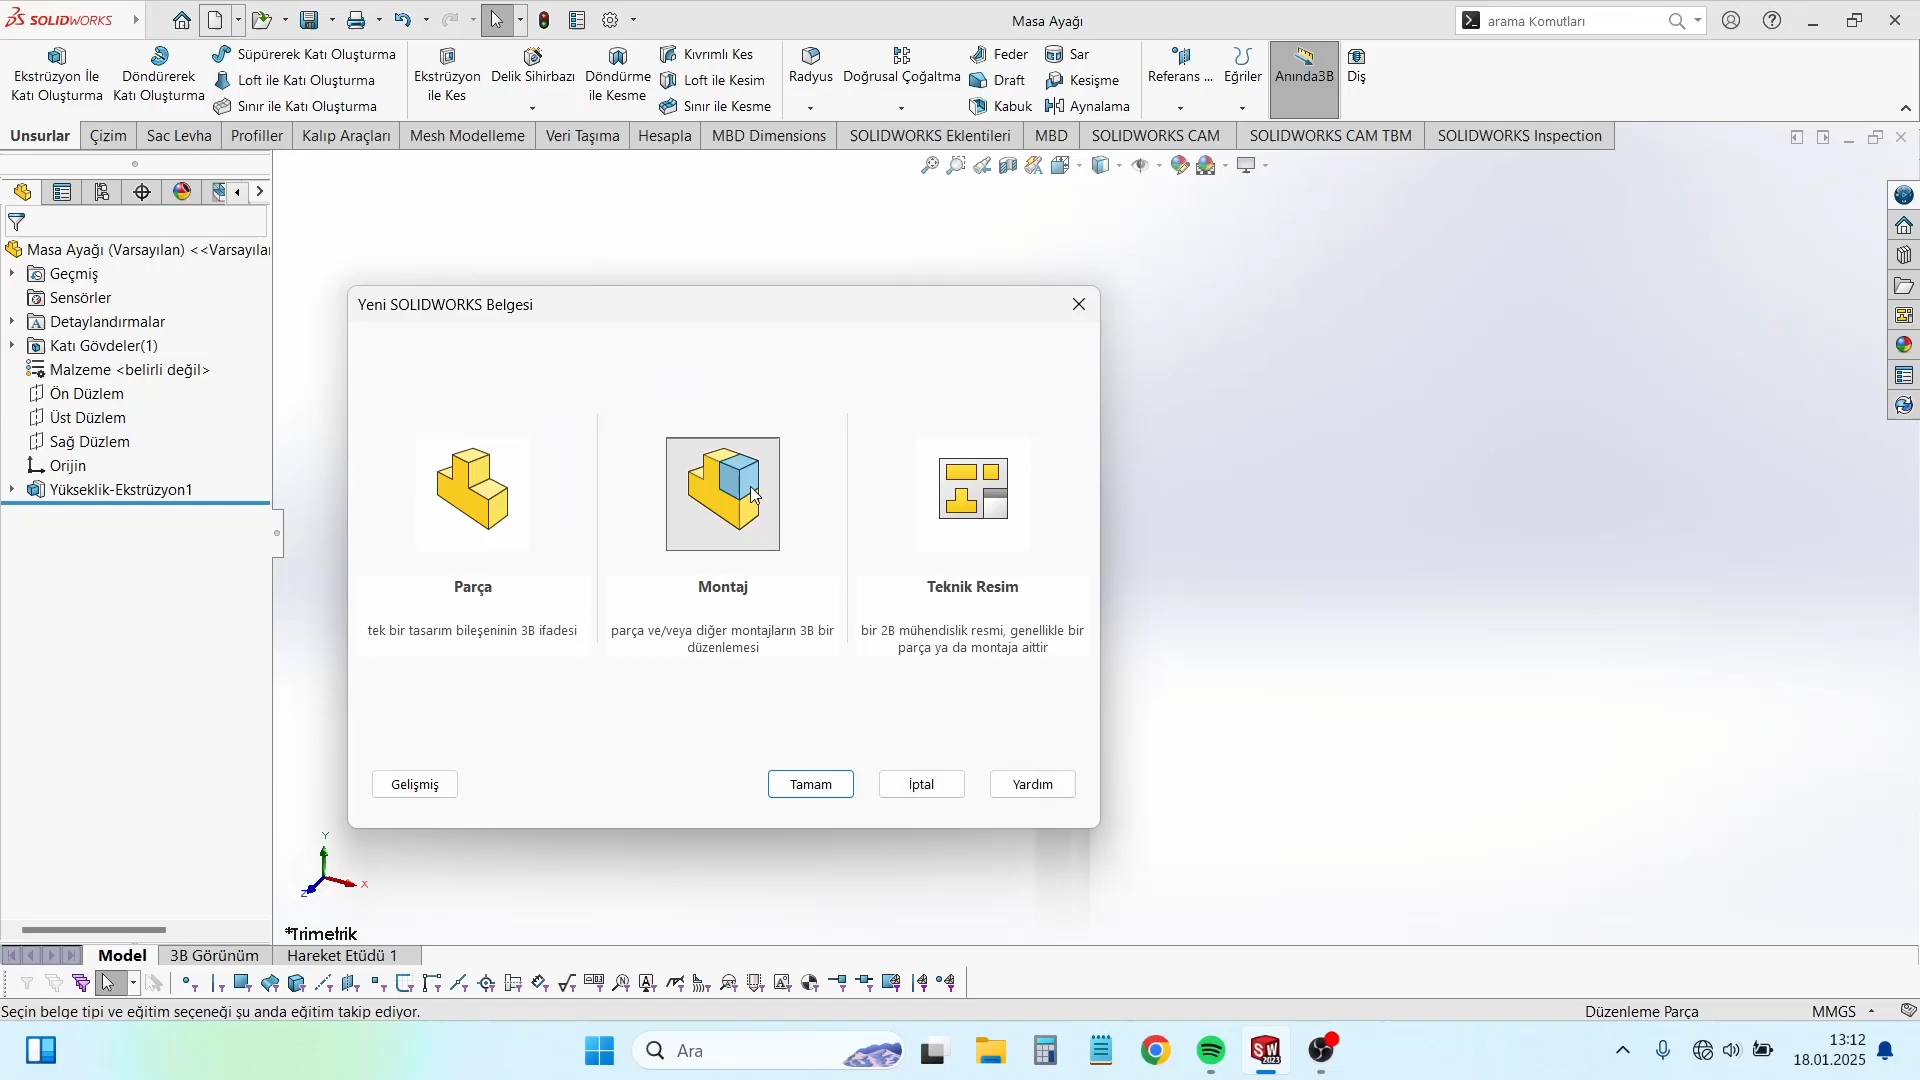 SOLIDWORKS
Masa Ayağı
arama Komutları
Ekstrüzyon İle
Katı Oluşturma
Döndürerek
Katı Oluşturma
Süpürerek Katı Oluşturma
Loft ile Katı Oluşturma
Sınır ile Katı Oluşturma
Ekstrüzyon
ile Kes
Delik Sihirbazı
Döndürme
ile Kesme
Kıvrımlı Kes
Loft ile Kesim
Sınır ile Kesme
Radyus
Doğrusal Çoğaltma
Feder
Draft
Kabuk
Sar
Kesişme
Aynalama
Referans ...
Eğriler
Anında3B
Diş
Unsurlar
Çizim
Sac Levha
Profiller
Kalıp Araçları
Mesh Modelleme
Veri Taşıma
Hesapla
MBD Dimensions
SOLIDWORKS Eklentileri
MBD
SOLIDWORKS CAM
SOLIDWORKS CAM TBM
SOLIDWORKS Inspection
Masa Ayağı (Varsayılan) <<Varsayılan
Geçmiş
Sensörler
Detaylandırmalar
Katı Gövdeler(1)
Malzeme <belirli değil>
Ön Düzlem
Üst Düzlem
Sağ Düzlem
Orijin
Yükseklik-Ekstrüzyon1
Yeni SOLIDWORKS Belgesi
Parça
tek bir tasarım bileşeninin 3B ifadesi
Montaj
parça ve/veya diğer montajların 3B bir
düzenlemesi
Teknik Resim
bir 2B mühendislik resmi, genellikle bir
parça ya da montaja aittir
Gelişmiş
Tamam
İptal
Yardım
Y
X
Z
*Trimetrik
Model
3B Görünüm
Hareket Etüdü 1
Seçin belge tipi ve eğitim seçeneği şu anda eğitim takip ediyor.
Düzenleme Parça
MMGS
Ara
SW
2023
13:12
18.01.2025